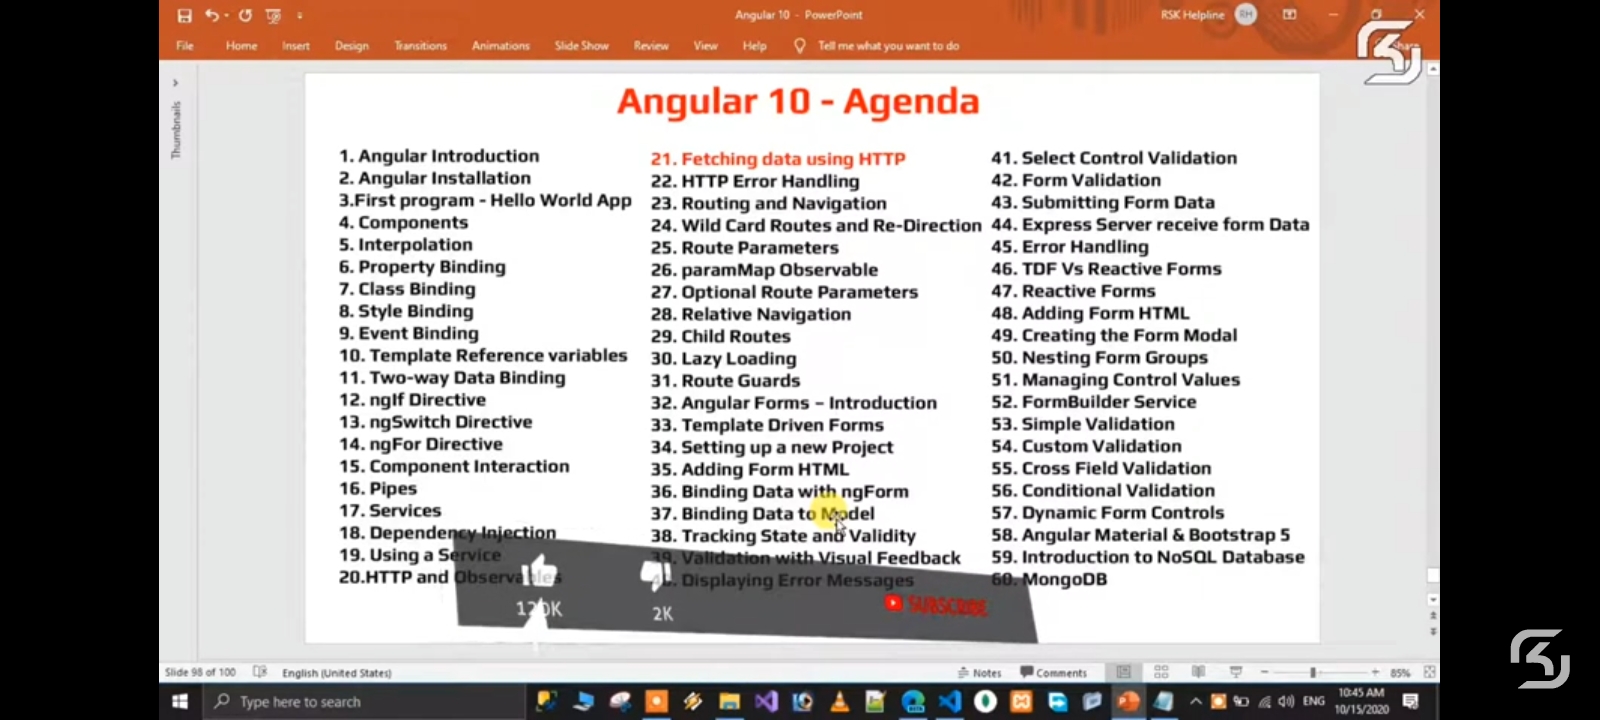 Angular 10 - PowerPoint
RSK Helpline
RH
File Home Insert Design Transitions Animations Slide Show Review View Help Tell me what you want to do
Share
Thumbnails
Angular 10 - Agenda
1. Angular Introduction
2. Angular Installation
3.First program - Hello World App
4. Components
5. Interpolation
6. Property Binding
7. Class Binding
8. Style Binding
9. Event Binding
10. Template Reference variables
11. Two-way Data Binding
12. ngIf Directive
13. ngSwitch Directive
14. ngFor Directive
15. Component Interaction
16. Pipes
17. Services
18. Dependency Injection
19. Using a Service
20.HTTP and Observables
21. Fetching data using HTTP
22. HTTP Error Handling
23. Routing and Navigation
24. Wild Card Routes and Re-Direction
25. Route Parameters
26. paramMap Observable
27. Optional Route Parameters
28. Relative Navigation
29. Child Routes
30. Lazy Loading
31. Route Guards
32. Angular Forms – Introduction
33. Template Driven Forms
34. Setting up a new Project
35. Adding Form HTML
36. Binding Data with ngForm
37. Binding Data to Model
38. Tracking State and Validity
39. Validation with Visual Feedback
40. Displaying Error Messages
41. Select Control Validation
42. Form Validation
43. Submitting Form Data
44. Express Server receive form Data
45. Error Handling
46. TDF Vs Reactive Forms
47. Reactive Forms
48. Adding Form HTML
49. Creating the Form Modal
50. Nesting Form Groups
51. Managing Control Values
52. FormBuilder Service
53. Simple Validation
54. Custom Validation
55. Cross Field Validation
56. Conditional Validation
57. Dynamic Form Controls
58. Angular Material & Bootstrap 5
59. Introduction to NoSQL Database
60. MongoDB
120K
2K
SUBSCRIBE
Slide 98 of 100 English (United States) Notes Comments 85%
Type here to search
ENG
10:45 AM
10/15/2020